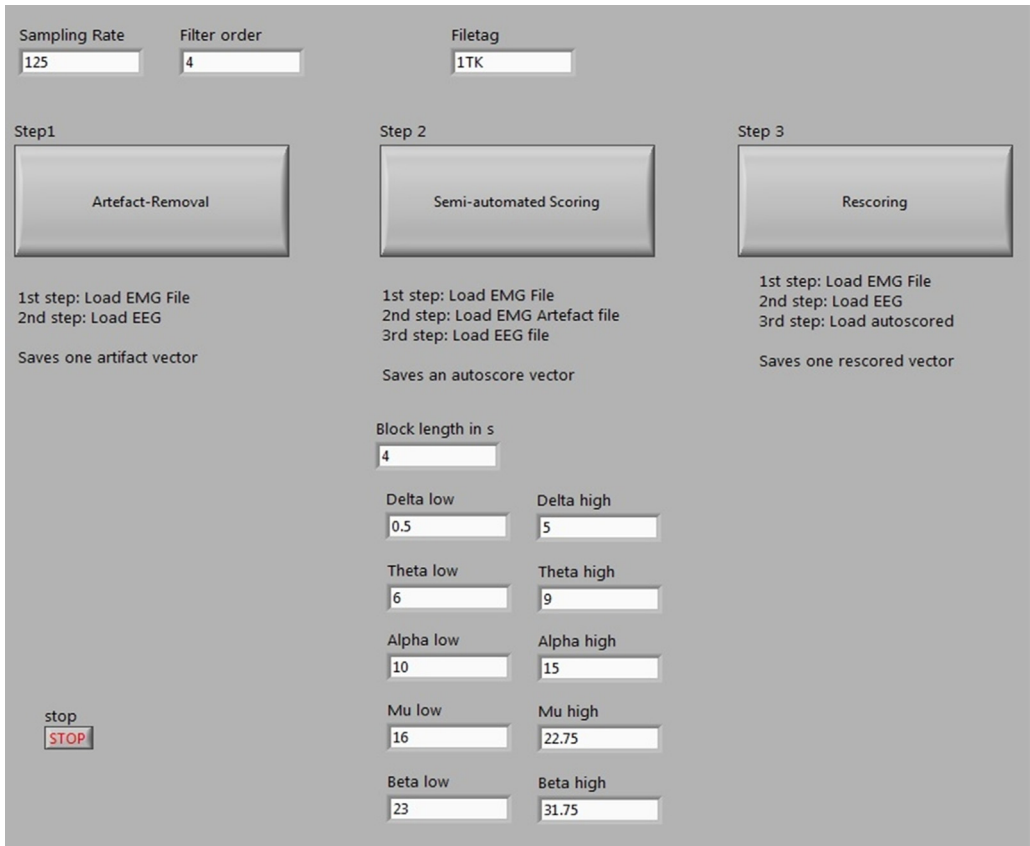 Sampling Rate
Filter order
Filetag
125
4
1TK
Step1
Step 2
Step 3
Artefact-Removal
Semi-automated Scoring
Rescoring
1st step: Load EMG File
2nd step: Load EEG
Saves one artifact vector
1st step: Load EMG File
2nd step: Load EMG Artefact file
3rd step: Load EEG file
Saves an autoscore vector
1st step: Load EMG File
2nd step: Load EEG
3rd step: Load autoscored
Saves one rescored vector
Block length in s
4
Delta low
Delta high
0.5
5
Theta low
Theta high
6
9
Alpha low
Alpha high
10
15
Mu low
Mu high
16
22.75
Beta low
Beta high
23
31.75
stop
STOP